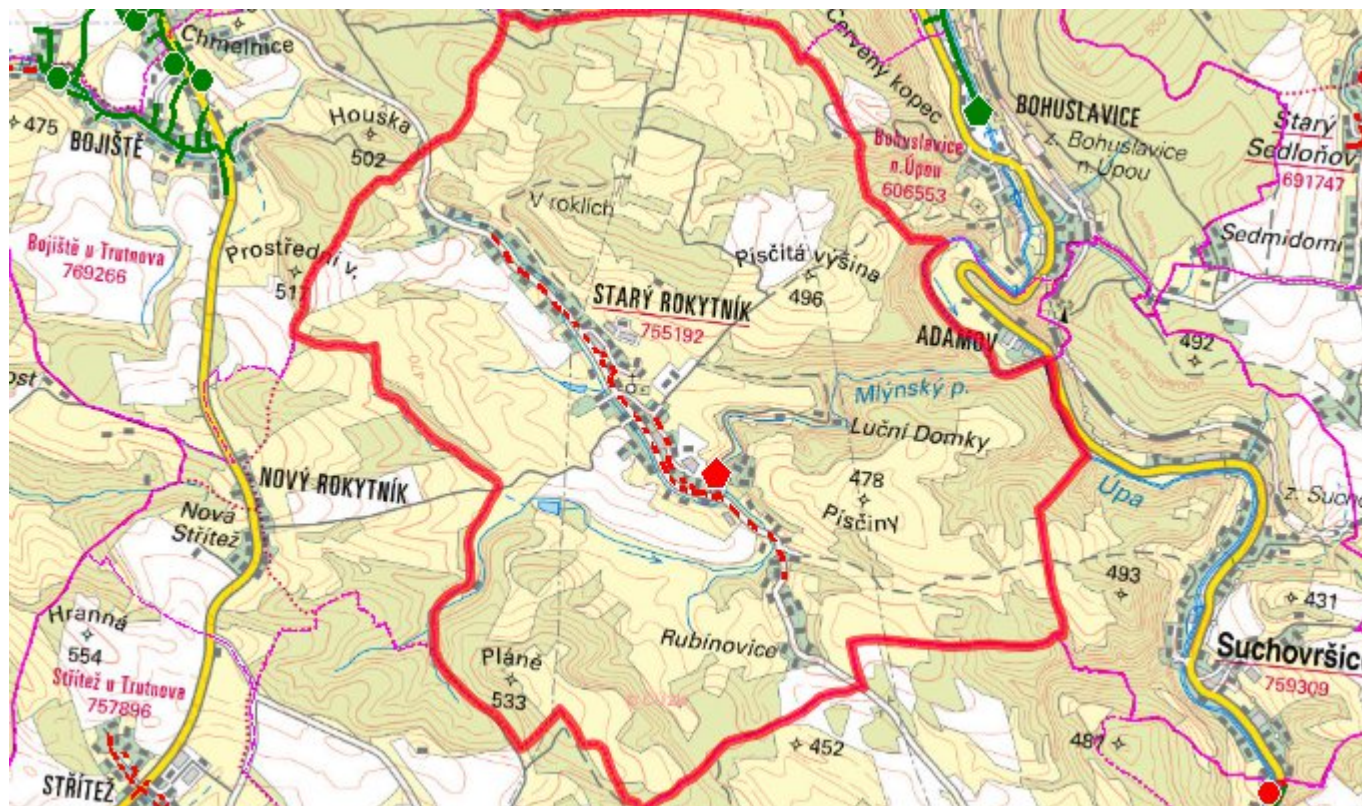 Chmelnice
475
BOJIŠTĚ
Houška
502
Červený kopec
BOHUSLAVICE
z. Bohuslavice
n. Úpou
Bohuslavice
n.Úpou
606553
Starý
Sedloňov
691747
Sedmidomí
V roklích
Bojiště u Trutnova
769266
Prostřední v.
511
Písčitá výšina
496
STARÝ ROKYTNÍK
755192
ADAMOV
492
Mlýnský p.
Luční Domky
NOVÝ ROKYTNÍK
Nová
Střítež
478
Písčiny
Úpa
493
431
Hranná
554
Střítež u Trutnova
757896
Rubínovice
Pláně
533
Suchovršic
759309
452
487
STŘÍTEŽ